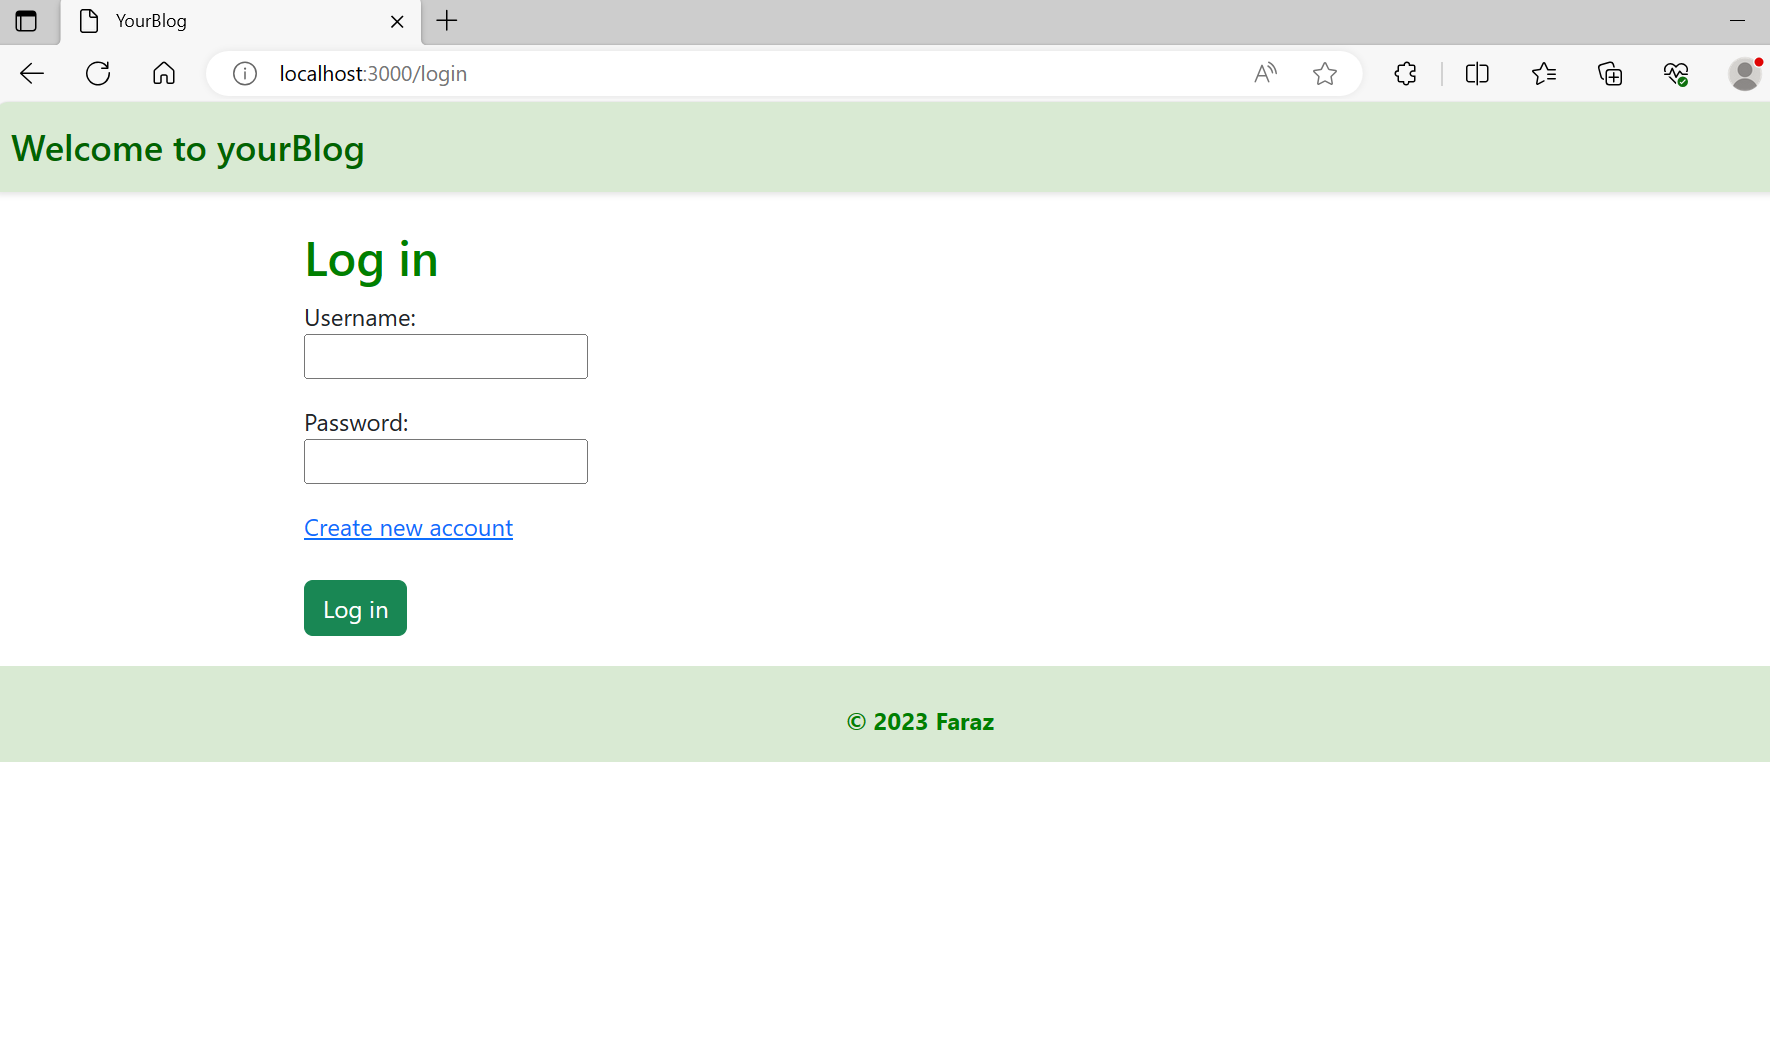 YourBlog
localhost:3000/login
Welcome to yourBlog
Log in
Username:
Password:
Create new account
Log in
© 2023 Faraz